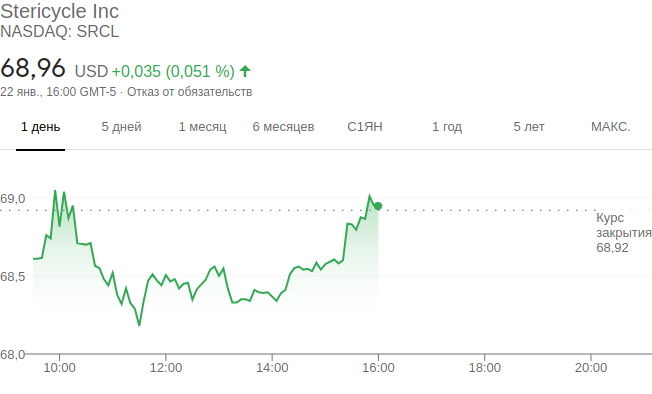 Stericycle Inc
NASDAQ: SRCL
68,96 USD +0,035 (0,051 %)
22 янв., 16:00 GMT-5 · Отказ от обязательств
1 день 5 дней 1 месяц 6 месяцев С1ЯН 1 год 5 лет МАКС.
69,0
Курс
закрытия
68,92
68,5
68,0
10:00 12:00 14:00 16:00 18:00 20:00